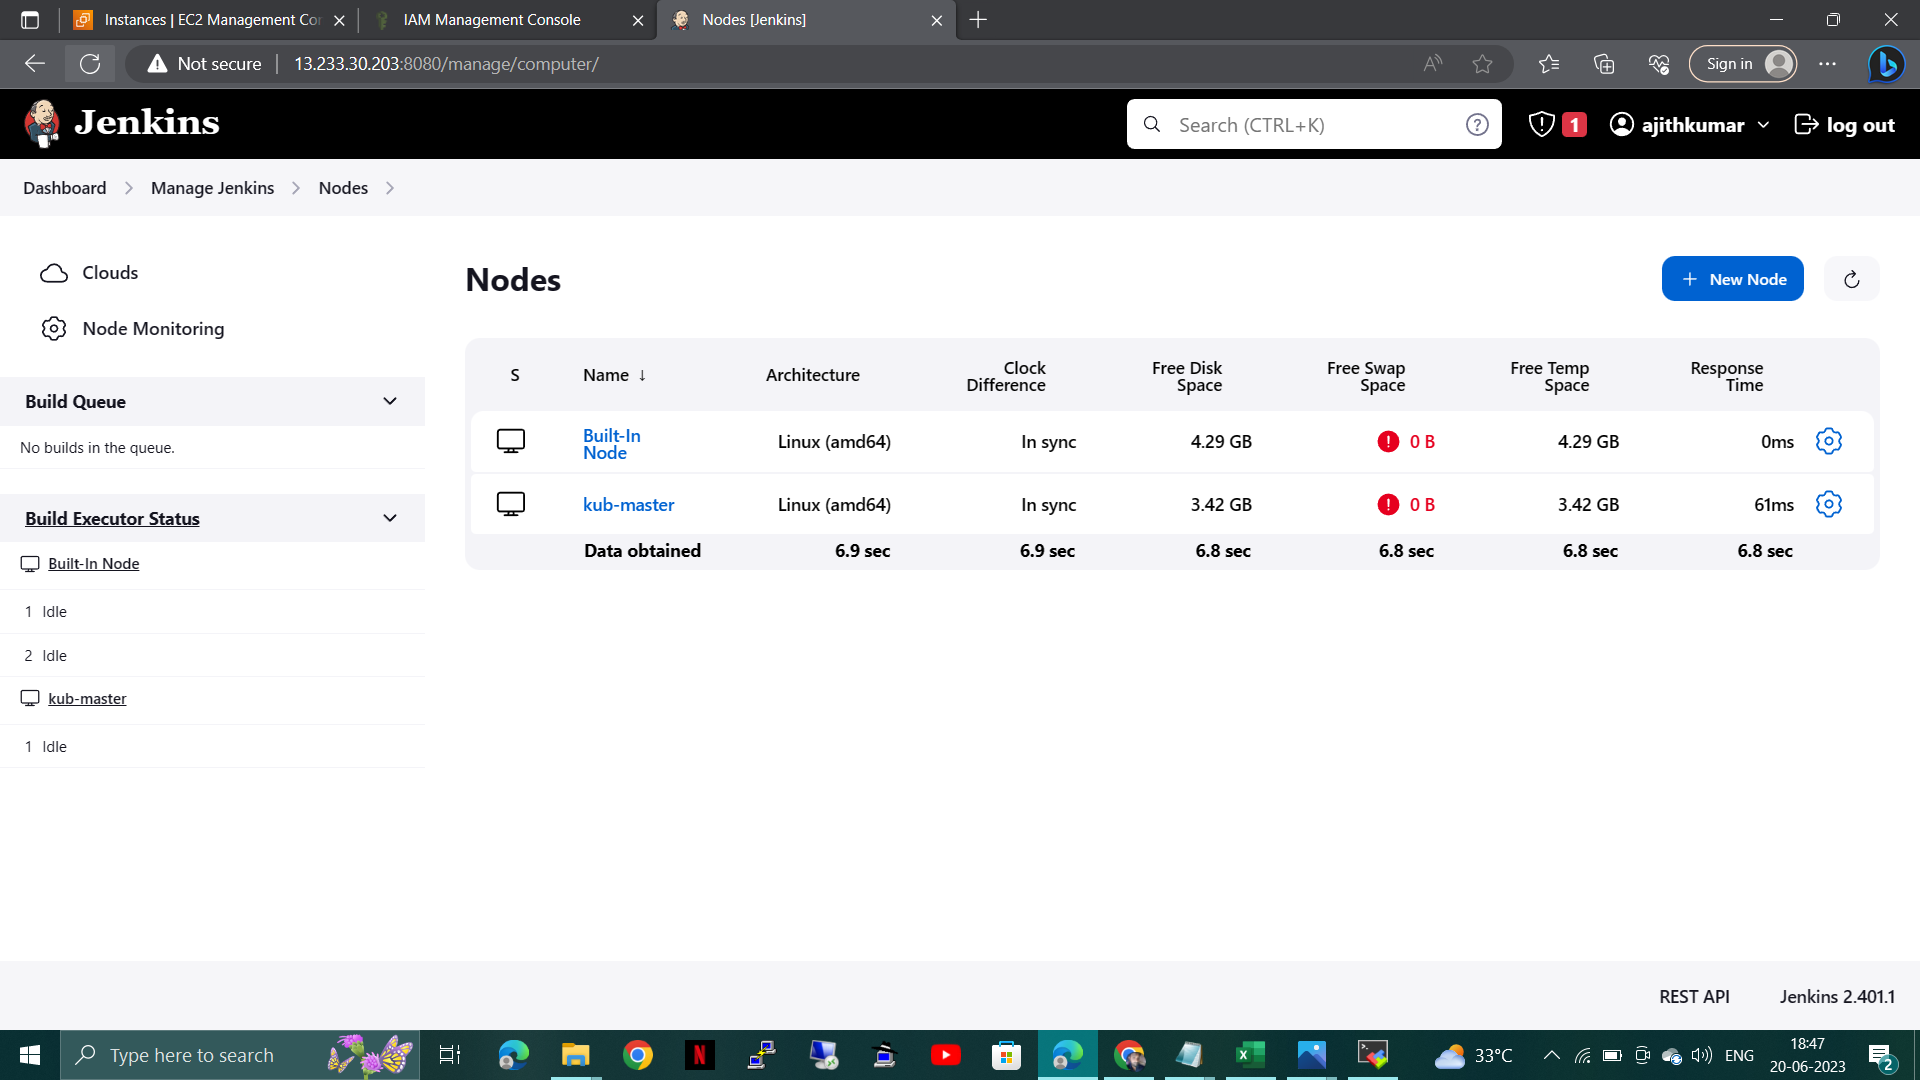 Instances | EC2 Management Co
IAM Management Console
Nodes [Jenkins]
Not secure
13.233.30.203:8080/manage/computer/
Sign in
Jenkins
Search (CTRL+K)
1
ajithkumar
log out
Dashboard
Manage Jenkins
Nodes
Clouds
Node Monitoring
Build Queue
No builds in the queue.
Build Executor Status
Built-In Node
1 Idle
2 Idle
kub-master
1 Idle
Nodes
New Node
S Name ↓ Architecture Clock Difference Free Disk Space Free Swap Space Free Temp Space Response Time
Built-In Node Linux (amd64) In sync 4.29 GB 0 B 4.29 GB 0ms
kub-master Linux (amd64) In sync 3.42 GB 0 B 3.42 GB 61ms
Data obtained 6.9 sec 6.9 sec 6.8 sec 6.8 sec 6.8 sec 6.8 sec
REST API
Jenkins 2.401.1
Type here to search
33°C
ENG
18:47
20-06-2023
2